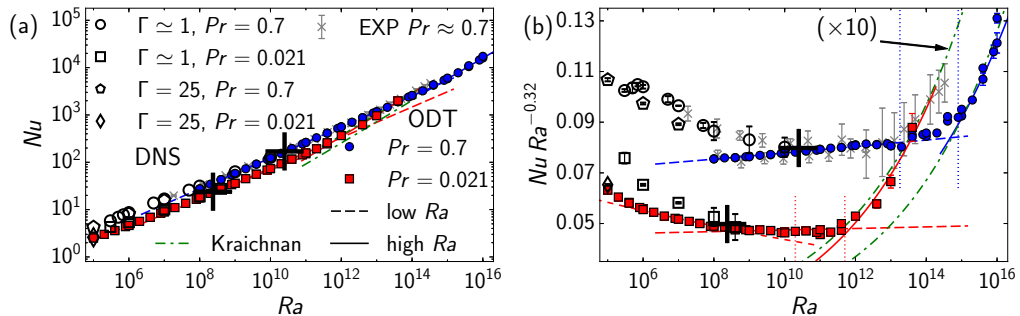 (a)
Γ ≃ 1, Pr = 0.7
EXP Pr ≈ 0.7
Γ ≃ 1, Pr = 0.021
Γ = 25, Pr = 0.7
Γ = 25, Pr = 0.021
DNS
ODT
Pr = 0.7
Pr = 0.021
low Ra
Kraichnan
high Ra
Nu
10^5
10^4
10^3
10^2
10^1
10^0
10^6
10^8
10^10
10^12
10^14
10^16
Ra
(b)
(×10)
Nu Ra^−0.32
0.13
0.11
0.09
0.07
0.05
10^6
10^8
10^10
10^12
10^14
10^16
Ra